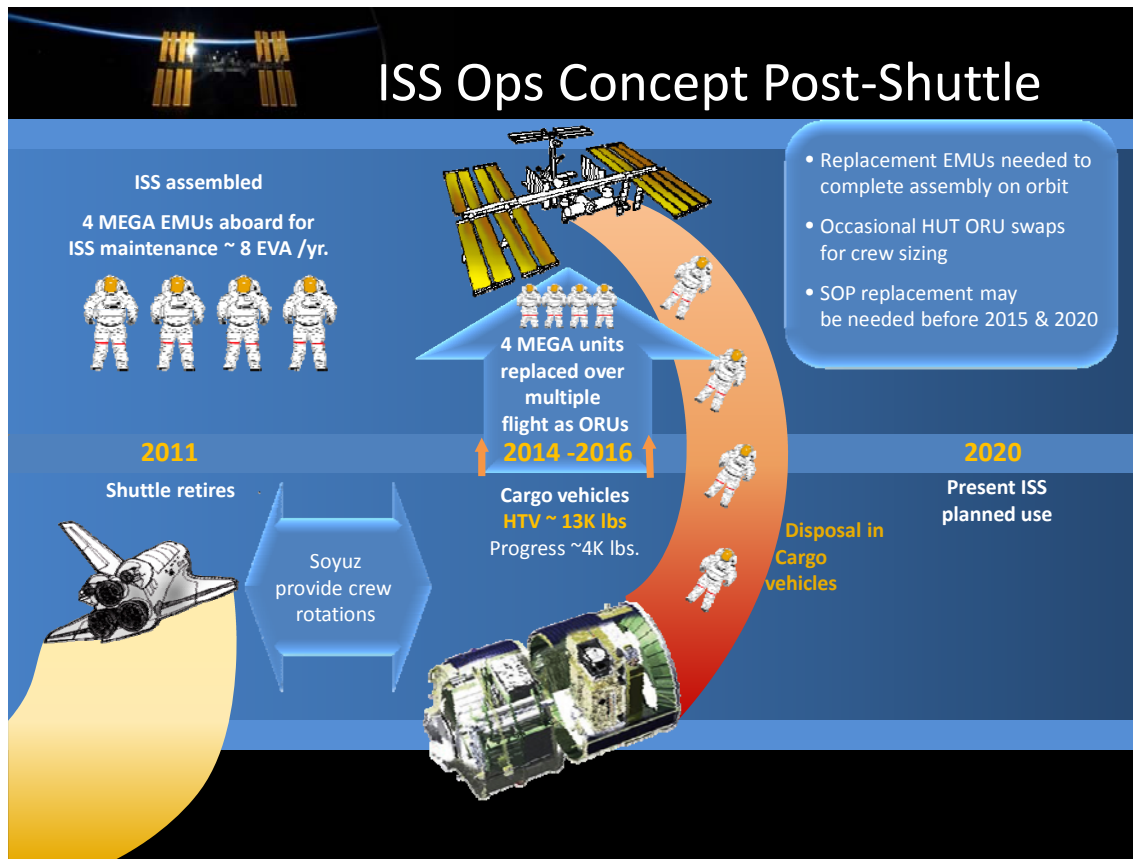 ISS Ops Concept Post-Shuttle
ISS assembled
4 MEGA EMUs aboard for
ISS maintenance ~ 8 EVA /yr.
• Replacement EMUs needed to
complete assembly on orbit
• Occasional HUT ORU swaps
for crew sizing
• SOP replacement may
be needed before 2015 & 2020
4 MEGA units
replaced over
multiple
flight as ORUs
2011
2014 -2016
2020
Shuttle retires
Cargo vehicles
HTV ~ 13K lbs
Progress ~4K lbs.
Present ISS
planned use
Soyuz
provide crew
rotations
Disposal in
Cargo
vehicles